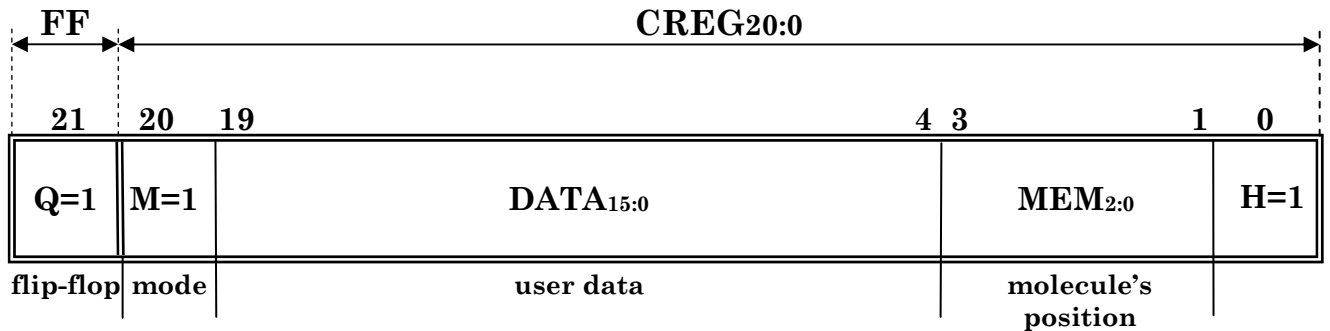 FF CREG20:0
21 20 19 4 3 1 0
Q=1 M=1 DATA15:0 MEM2:0 H=1
flip-flop mode user data molecule's
position